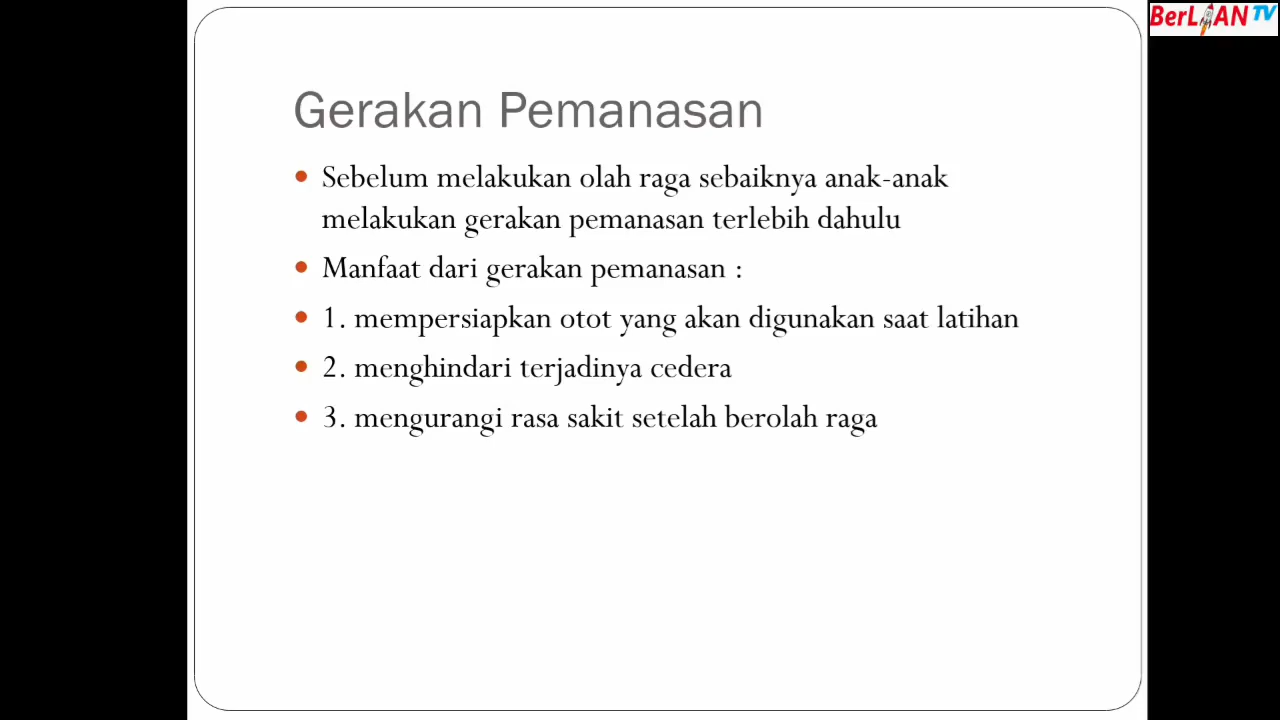 BerLIAN TV
Gerakan Pemanasan
Sebelum melakukan olah raga sebaiknya anak-anak
melakukan gerakan pemanasan terlebih dahulu
Manfaat dari gerakan pemanasan :
1. mempersiapkan otot yang akan digunakan saat latihan
2. menghindari terjadinya cedera
3. mengurangi rasa sakit setelah berolah raga